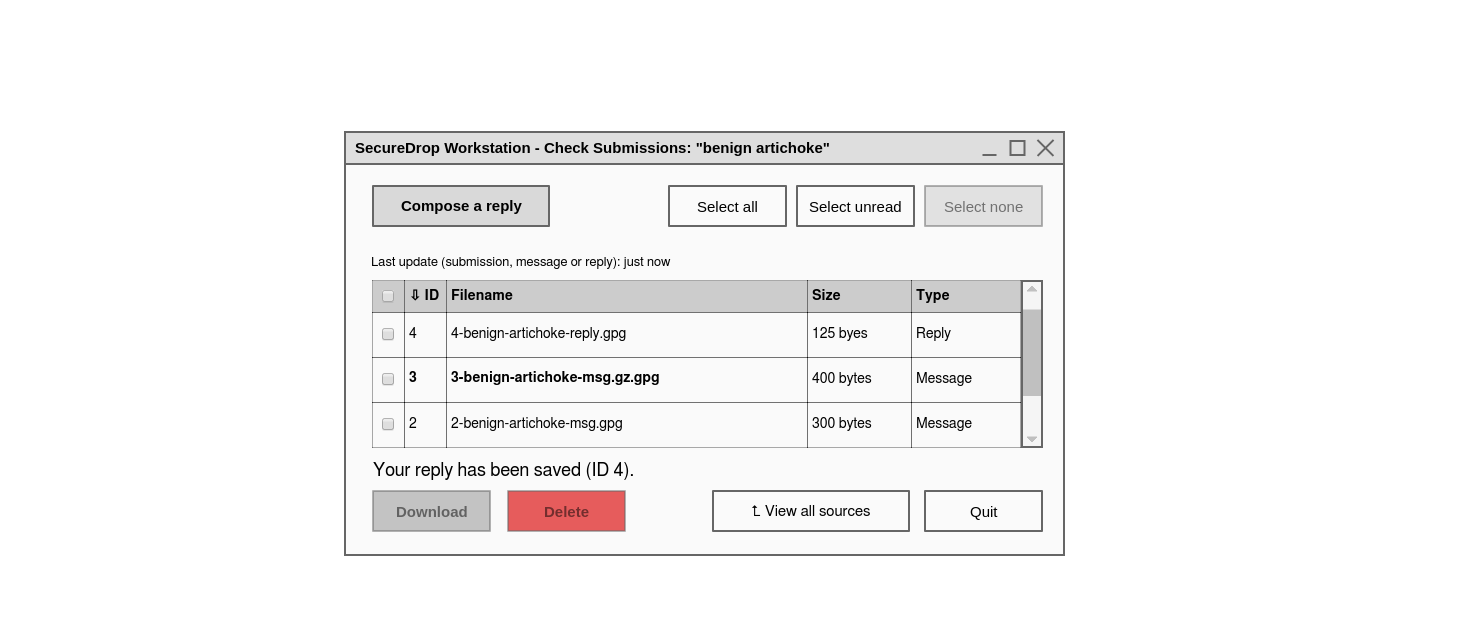 SecureDrop Workstation - Check Submissions: "benign artichoke"
Compose a reply Select all Select unread Select none
Last update (submission, message or reply): just now
⇩ ID Filename Size Type
4 4-benign-artichoke-reply.gpg 125 byes Reply
3 3-benign-artichoke-msg.gz.gpg 400 bytes Message
2 2-benign-artichoke-msg.gpg 300 bytes Message
Your reply has been saved (ID 4).
Download Delete ⮤ View all sources Quit